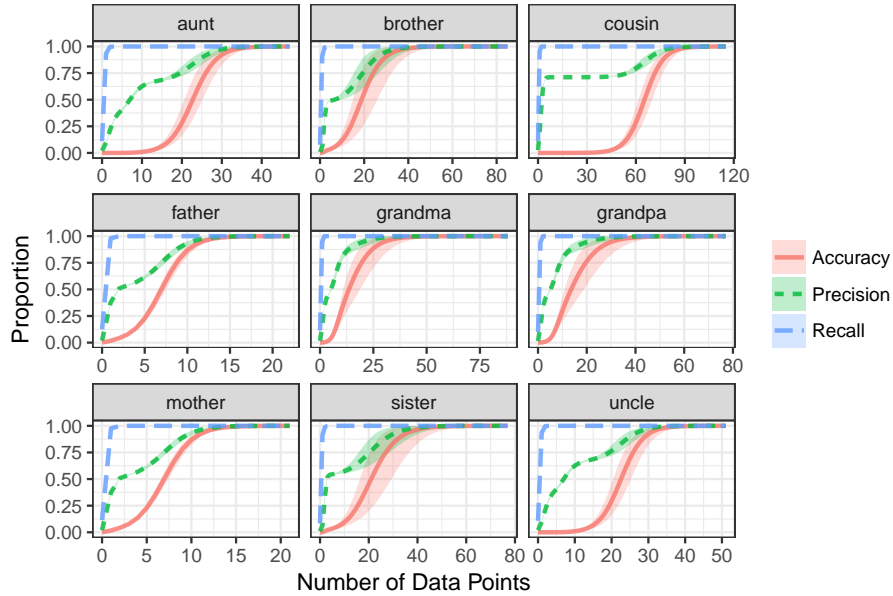 aunt brother cousin
1.00
0.75
0.50
0.25
0.00
0 10 20 30 40 0 20 40 60 80 0 30 60 90 120
father grandma grandpa
1.00
0.75
0.50
0.25
0.00
0 5 10 15 20 0 25 50 75 0 20 40 60 80
mother sister uncle
1.00
0.75
0.50
0.25
0.00
0 5 10 15 20 0 20 40 60 80 0 10 20 30 40 50
Proportion
Number of Data Points
Accuracy
Precision
Recall